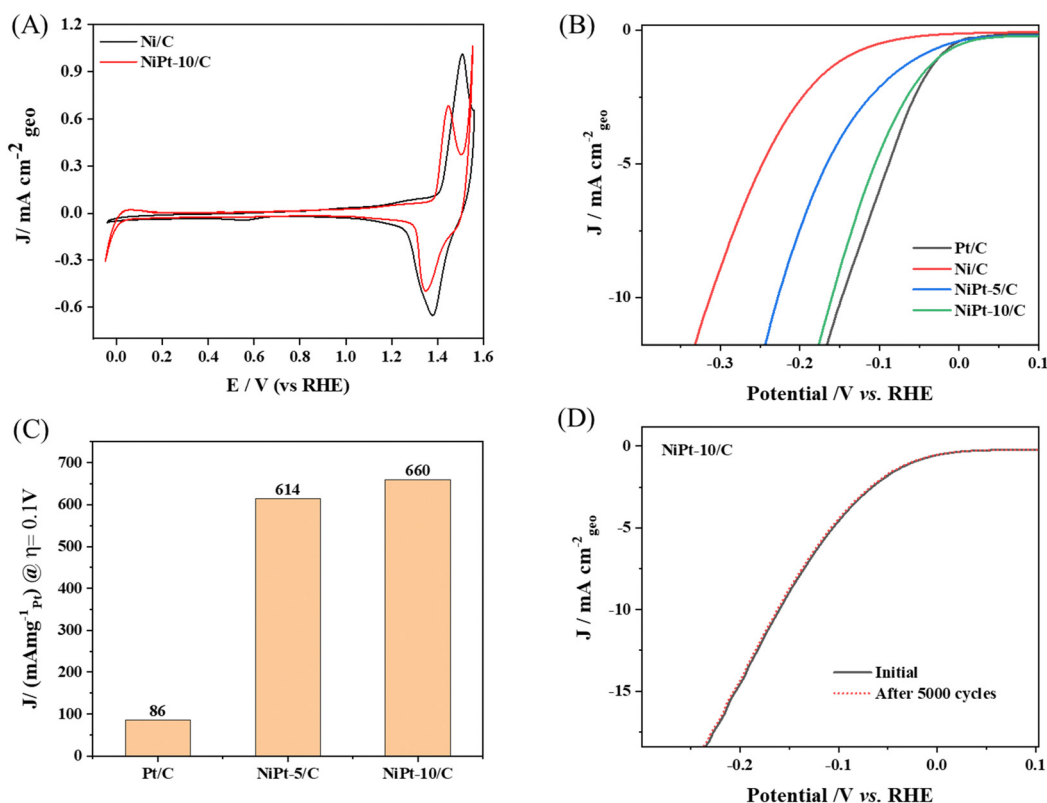 (A)
1.2
0.9
0.6
0.3
0.0
-0.3
-0.6
J/ mA cm-2geo
Ni/C
NiPt-10/C
0.0 0.2 0.4 0.6 0.8 1.0 1.2 1.4 1.6
E / V (vs RHE)
(B)
0
-5
-10
J / mA cm-2geo
Pt/C
Ni/C
NiPt-5/C
NiPt-10/C
-0.3 -0.2 -0.1 0.0 0.1
Potential /V vs. RHE
(C)
700
600
500
400
300
200
100
0
J/ (mAmg-1Pt) @ η= 0.1V
86
614
660
Pt/C NiPt-5/C NiPt-10/C
(D)
NiPt-10/C
0
-5
-10
-15
J / mA cm-2geo
Initial
After 5000 cycles
-0.2 -0.1 0.0 0.1
Potential /V vs. RHE